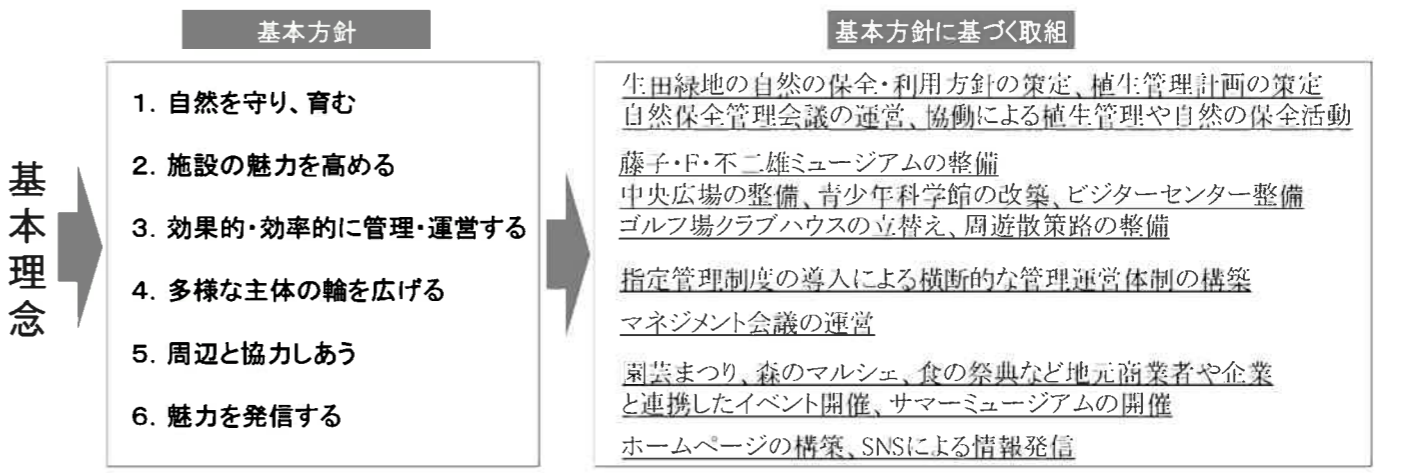 基本理念
基本方針
1. 自然を守り、育む
2. 施設の魅力を高める
3. 効果的・効率的に管理・運営する
4. 多様な主体の輪を広げる
5. 周辺と協力しあう
6. 魅力を発信する
基本方針に基づく取組
生田緑地の自然の保全・利用方針の策定、植生管理計画の策定
自然保全管理会議の運営、協働による植生管理や自然の保全活動
藤子・F・不二雄ミュージアムの整備
中央広場の整備、青少年科学館の改築、ビジターセンター整備
ゴルフ場クラブハウスの立替え、周遊散策路の整備
指定管理制度の導入による横断的な管理運営体制の構築
マネジメント会議の運営
園芸まつり、森のマルシェ、食の祭典など地元商業者や企業
と連携したイベント開催、サマーミュージアムの開催
ホームページの構築、SNSによる情報発信